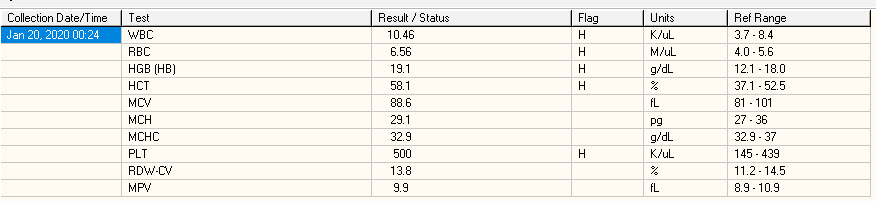 Collection Date/Time Test Result / Status Flag Units Ref Range
Jan 20, 2020 00:24 WBC 10.46 H K/uL 3.7 - 8.4
RBC 6.56 H M/uL 4.0 - 5.6
HGB (HB) 19.1 H g/dL 12.1 - 18.0
HCT 58.1 H % 37.1 - 52.5
MCV 88.6 fL 81 - 101
MCH 29.1 pg 27 - 36
MCHC 32.9 g/dL 32.9 - 37
PLT 500 H K/uL 145 - 439
RDW-CV 13.8 % 11.2 - 14.5
MPV 9.9 fL 8.9 - 10.9